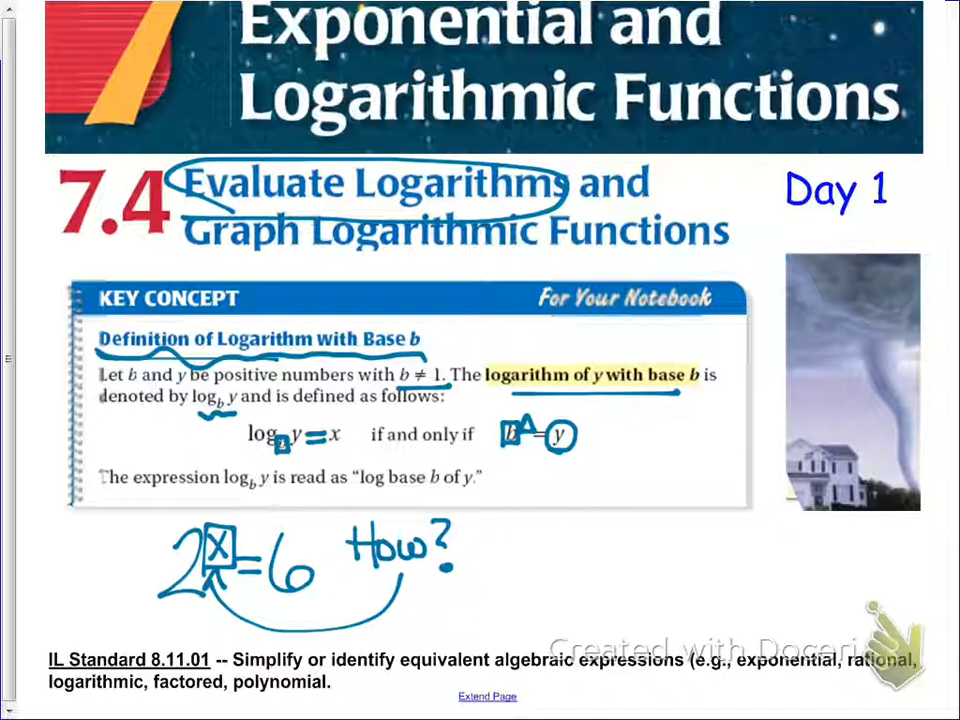 7
Exponential and
Logarithmic Functions
7.4 Evaluate Logarithms and
Graph Logarithmic Functions
Day 1
KEY CONCEPT For Your Notebook
Definition of Logarithm with Base b
Let b and y be positive numbers with b ≠ 1. The logarithm of y with base b is
denoted by log_b y and is defined as follows:
log y = x if and only if b = y
The expression log_b y is read as “log base b of y.”
2^x = 6 How?
Created with Doceri
IL Standard 8.11.01 -- Simplify or identify equivalent algebraic expressions (e.g., exponential, rational,
logarithmic, factored, polynomial.
Extend Page